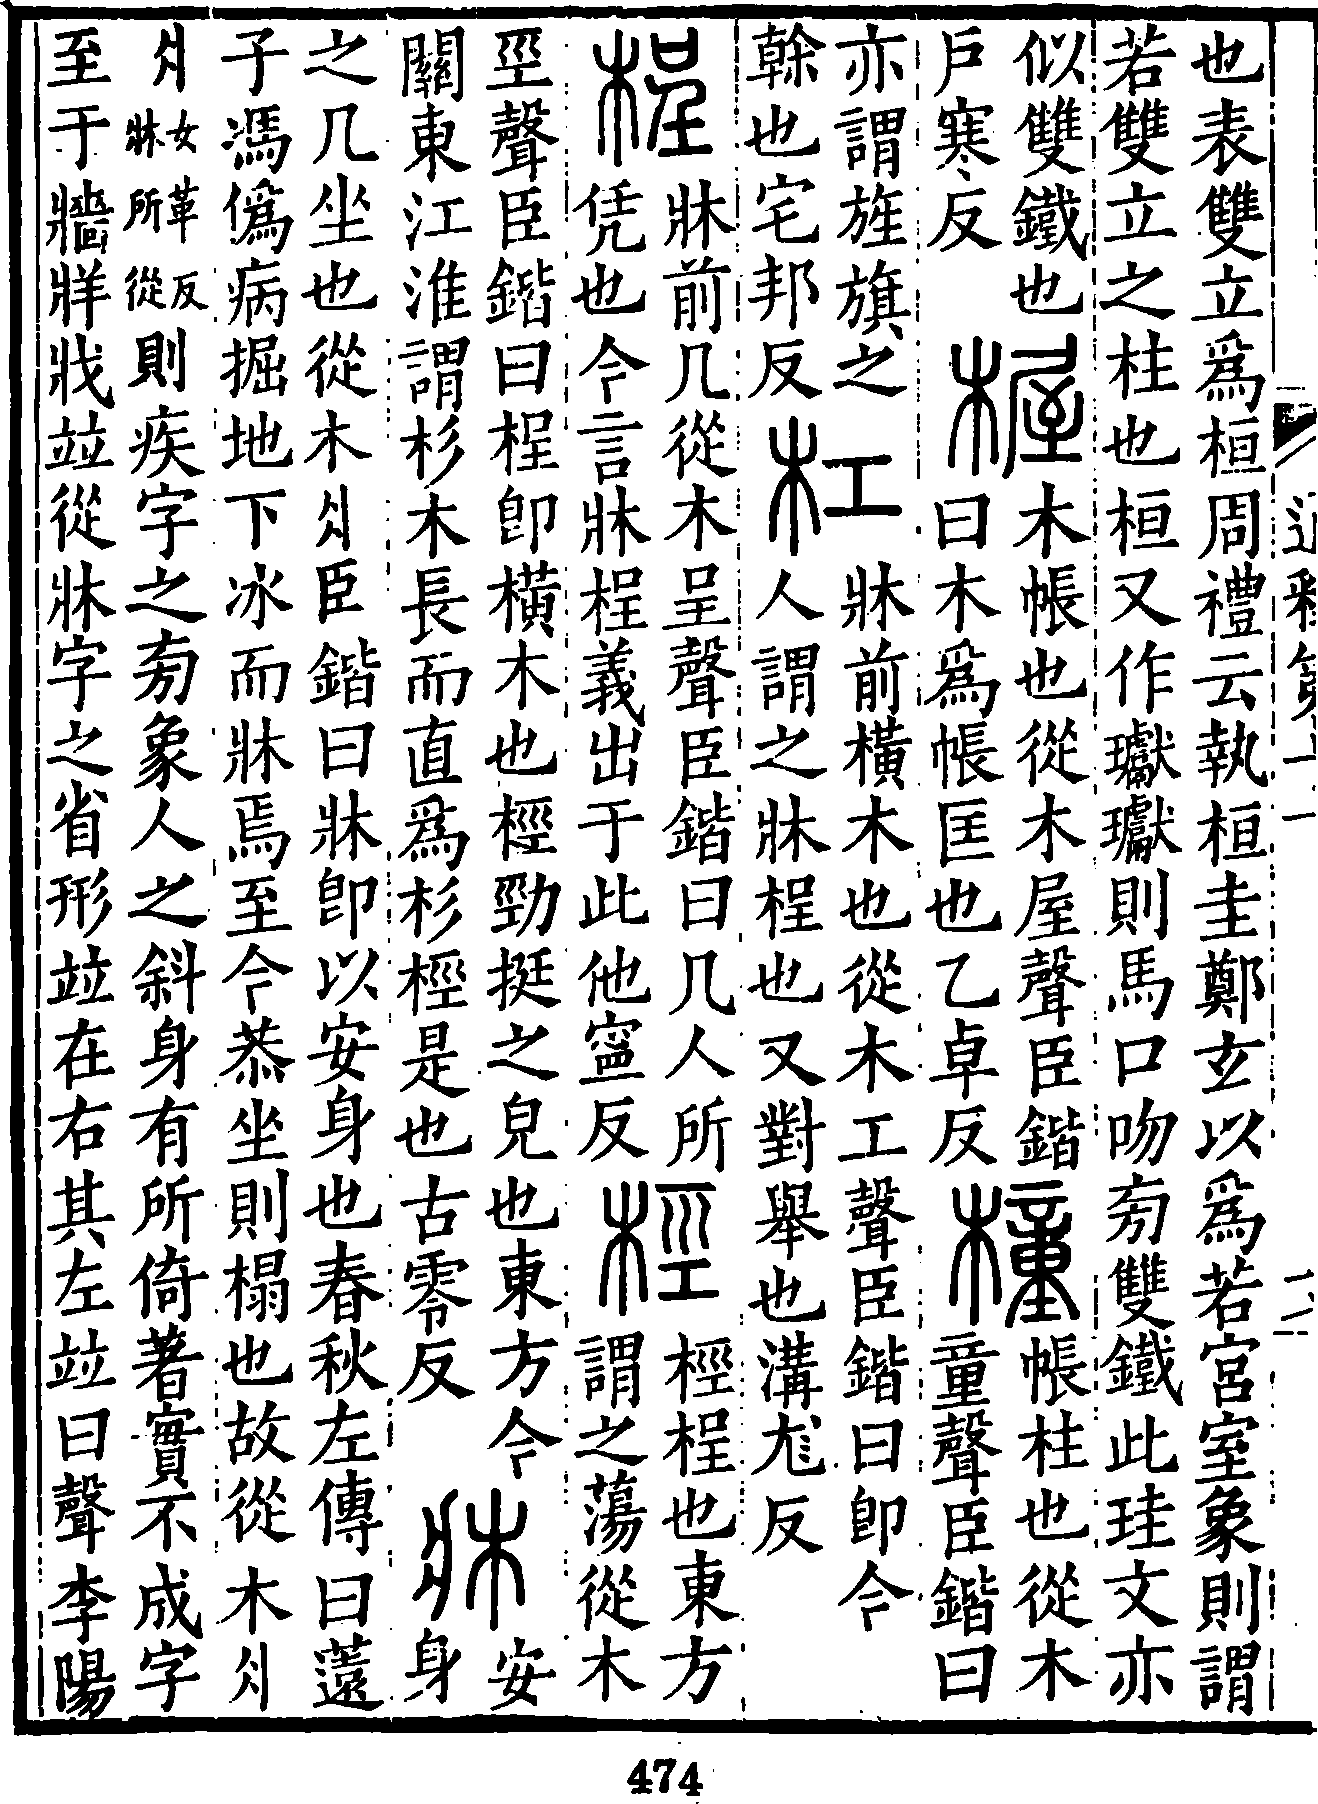 通釋第十一
也表雙立爲桓周禮云執桓圭鄭玄以爲若宮室象則謂
若雙立之柱也桓又作瓛瓛則馬口吻旁雙鐵此珪文亦
似雙鐵也
戶寒反
楃
木帳也從木屋聲臣鍇
曰木爲帳匡也乙卓反
橦
帳柱也從木
童聲臣鍇曰
亦謂旌旗之
榦也宅邦反
杠
牀前橫木也從木工聲臣鍇曰卽今
人謂之牀桯也又對舉也溝尨反
桯
牀前几從木呈聲臣鍇曰几人所
凭也今言牀桯義出于此他寍反
桱
桱桯也東方
謂之蕩從木
巠聲臣鍇曰桯卽橫木也桱勁挺之皃也東方今
關東江淮謂杉木長而直爲杉桱是也古零反
牀
安
身
之几坐也從木爿臣鍇曰牀卽以安身也春秋左傳曰薳
子馮僞病掘地下冰而牀焉至今恭坐則榻也故從木爿
爿女革反牀所從則疾字之旁象人之斜身有所倚著實不成字
至于牆牂戕竝從牀字之省形竝在右其左竝曰聲李陽
474